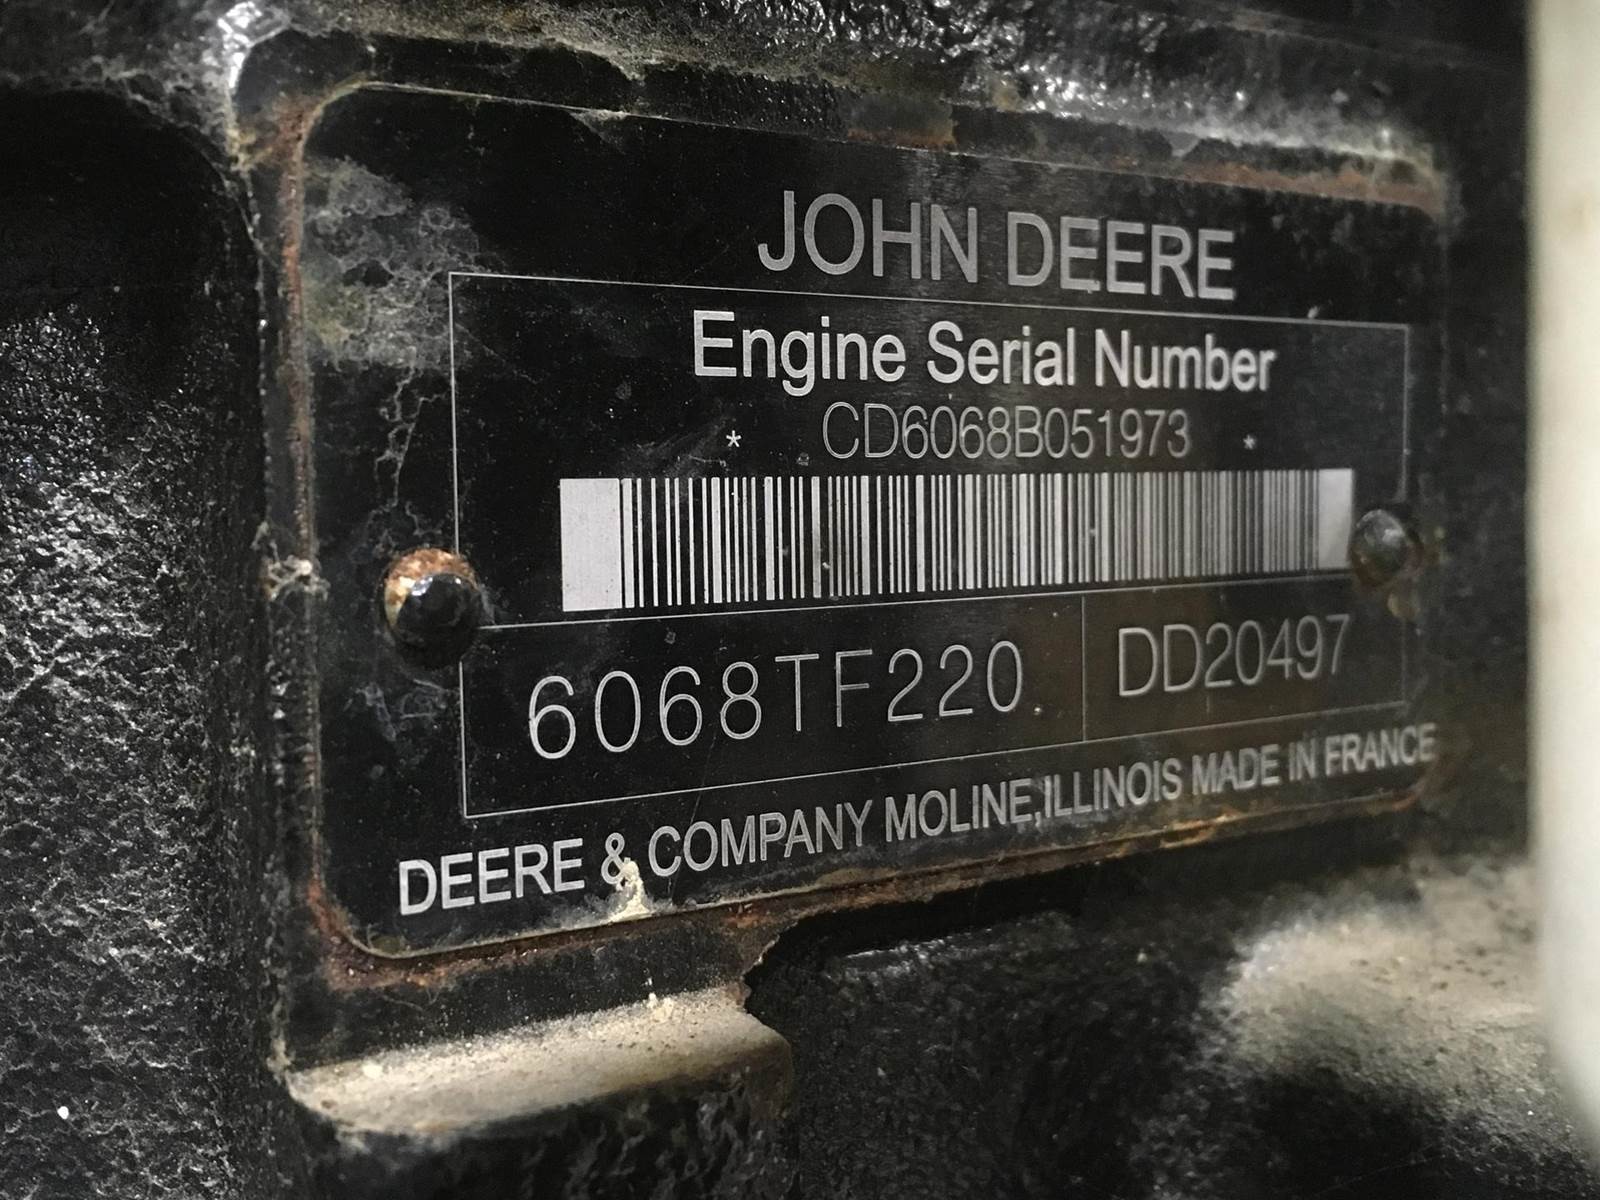 JOHN DEERE
Engine Serial Number
* CD6068B051973 *
6068TF220 DD20497
DEERE & COMPANY MOLINE,ILLINOIS MADE IN FRANCE